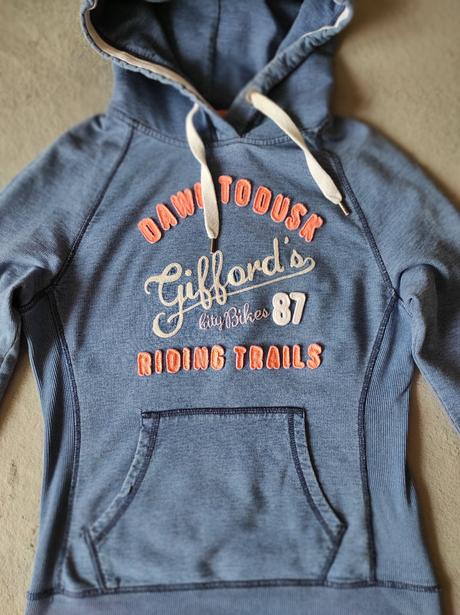 DAWN TO DUSK
Gifford's
City Bikes 87
RIDING TRAILS